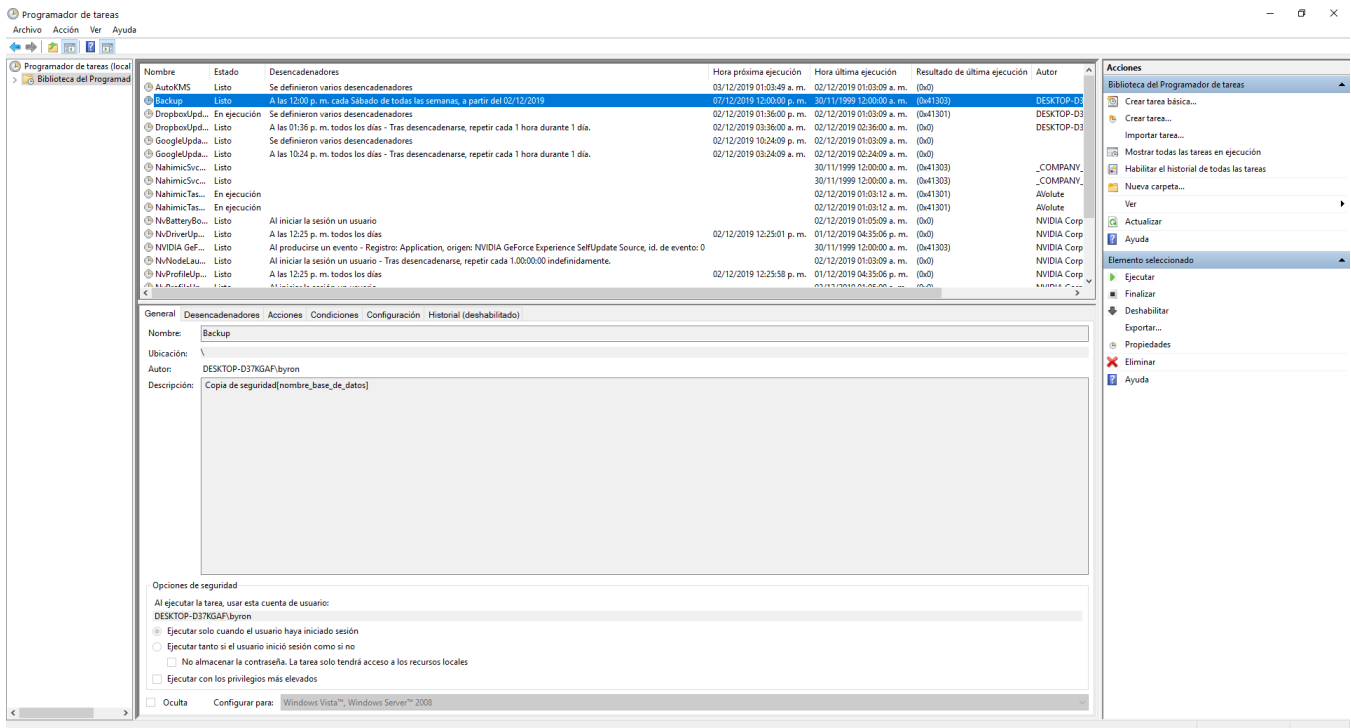 Programador de tareas
Archivo Acción Ver Ayuda
Programador de tareas (local
Biblioteca del Programad
Nombre Estado Desencadenadores Hora próxima ejecución Hora última ejecución Resultado de última ejecución Autor
AutoKMS Listo Se definieron varios desencadenadores 03/12/2019 01:03:49 a. m. 02/12/2019 01:03:09 a. m. (0x0)
Backup Listo A las 12:00 p. m. cada Sábado de todas las semanas, a partir del 02/12/2019 07/12/2019 12:00:00 p. m. 30/11/1999 12:00:00 a. m. (0x41303) DESKTOP-D3
DropboxUpd... En ejecución Se definieron varios desencadenadores 02/12/2019 01:36:00 p. m. 02/12/2019 01:03:09 a. m. (0x41301) DESKTOP-D3
DropboxUpd... Listo A las 01:36 p. m. todos los días - Tras desencadenarse, repetir cada 1 hora durante 1 día. 02/12/2019 03:36:00 a. m. 02/12/2019 02:36:00 a. m. (0x0) DESKTOP-D3
GoogleUpda... Listo Se definieron varios desencadenadores 02/12/2019 10:24:09 p. m. 02/12/2019 01:03:09 a. m. (0x0)
GoogleUpda... Listo A las 10:24 p. m. todos los días - Tras desencadenarse, repetir cada 1 hora durante 1 día. 02/12/2019 03:24:09 a. m. 02/12/2019 02:24:09 a. m. (0x0)
NahimicSvc... Listo 30/11/1999 12:00:00 a. m. (0x41303) _COMPANY_
NahimicSvc... Listo 30/11/1999 12:00:00 a. m. (0x41303) _COMPANY_
NahimicTas... En ejecución 02/12/2019 01:03:12 a. m. (0x41301) AVolute
NahimicTas... En ejecución 02/12/2019 01:03:12 a. m. (0x41301) AVolute
NvBatteryBo... Listo Al iniciar la sesión un usuario 02/12/2019 01:05:09 a. m. (0x0) NVIDIA Corp
NvDriverUp... Listo A las 12:25 p. m. todos los días 02/12/2019 12:25:01 p. m. 01/12/2019 04:35:06 p. m. (0x0) NVIDIA Corp
NVIDIA GeF... Listo Al producirse un evento - Registro: Application, origen: NVIDIA GeForce Experience SelfUpdate Source, id. de evento: 0 30/11/1999 12:00:00 a. m. (0x41303) NVIDIA Corp
NvNodeLau... Listo Al iniciar la sesión un usuario - Tras desencadenarse, repetir cada 1.00:00:00 indefinidamente. 02/12/2019 01:03:09 a. m. (0x0) NVIDIA Corp
NvProfileUp... Listo A las 12:25 p. m. todos los días 02/12/2019 12:25:58 p. m. 01/12/2019 04:35:06 p. m. (0x0) NVIDIA Corp
General Desencadenadores Acciones Condiciones Configuración Historial (deshabilitado)
Nombre: Backup
Ubicación: \
Autor: DESKTOP-D37KGAF\byron
Descripción: Copia de seguridad[nombre_base_de_datos]
Opciones de seguridad
Al ejecutar la tarea, usar esta cuenta de usuario:
DESKTOP-D37KGAF\byron
Ejecutar solo cuando el usuario haya iniciado sesión
Ejecutar tanto si el usuario inició sesión como si no
No almacenar la contraseña. La tarea solo tendrá acceso a los recursos locales
Ejecutar con los privilegios más elevados
Oculta Configurar para: Windows Vista™, Windows Server™ 2008
Acciones
Biblioteca del Programador de tareas
Crear tarea básica...
Crear tarea...
Importar tarea...
Mostrar todas las tareas en ejecución
Habilitar el historial de todas las tareas
Nueva carpeta...
Ver
Actualizar
Ayuda
Elemento seleccionado
Ejecutar
Finalizar
Deshabilitar
Exportar...
Propiedades
Eliminar
Ayuda